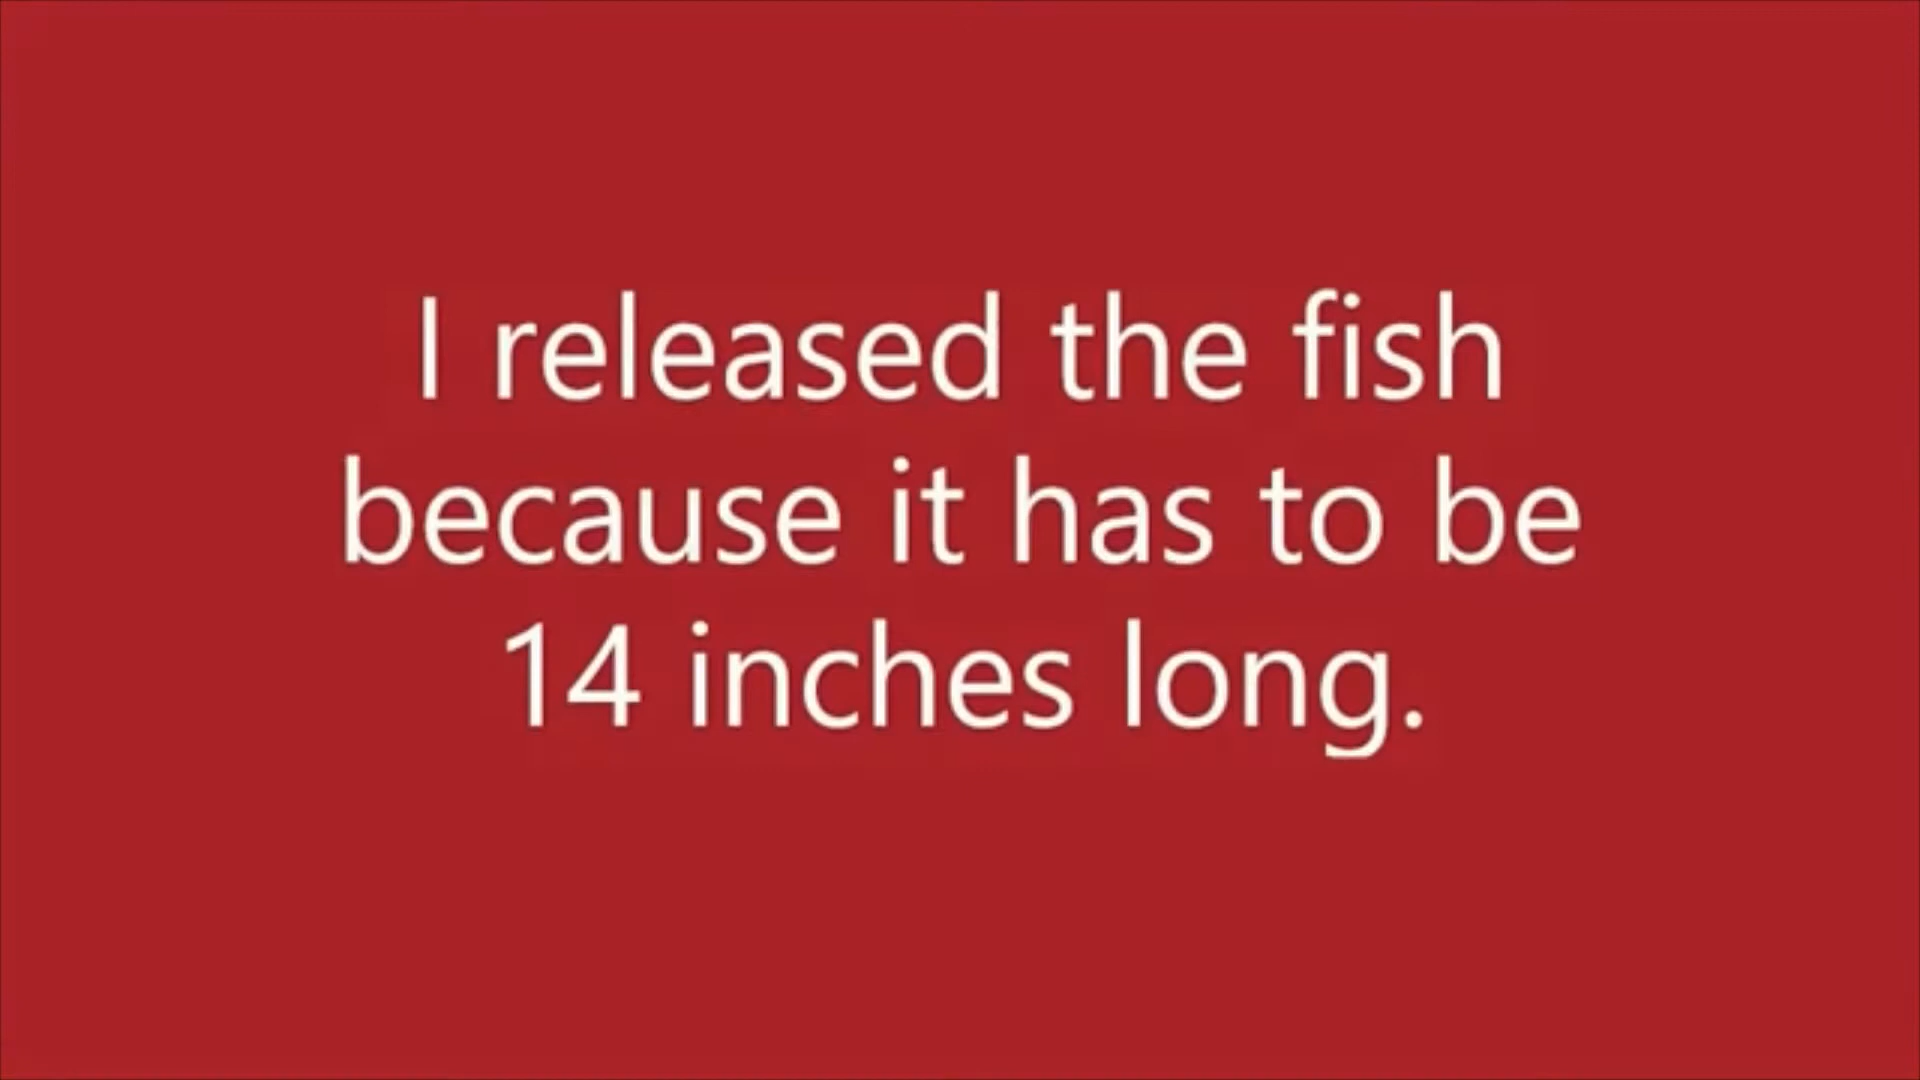 I released the fish
because it has to be
14 inches long.